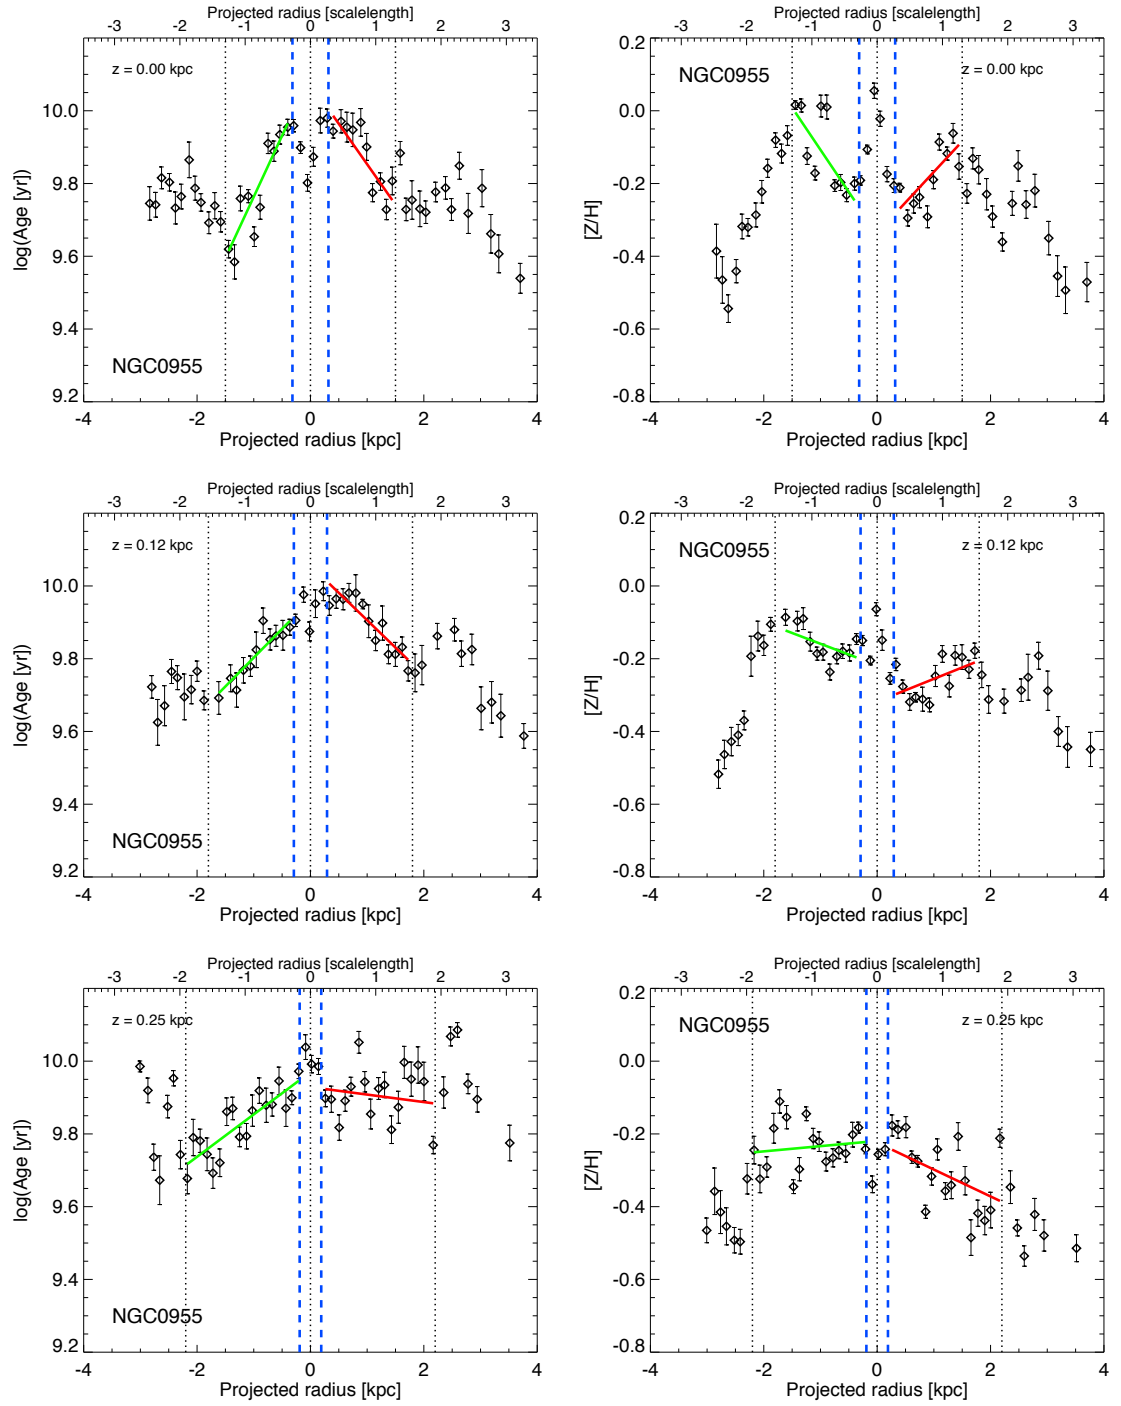 Projected radius [scalelength]
-3 -2 -1 0 1 2 3
z = 0.00 kpc
10.0
9.8
9.6
9.4
9.2
log(Age [yr])
NGC0955
-4 -2 0 2 4
Projected radius [kpc]
Projected radius [scalelength]
-3 -2 -1 0 1 2 3
0.2
NGC0955 z = 0.00 kpc
0.0
-0.2
-0.4
-0.6
-0.8
[Z/H]
-4 -2 0 2 4
Projected radius [kpc]
Projected radius [scalelength]
-3 -2 -1 0 1 2 3
z = 0.12 kpc
10.0
9.8
9.6
9.4
9.2
log(Age [yr])
NGC0955
-4 -2 0 2 4
Projected radius [kpc]
Projected radius [scalelength]
-3 -2 -1 0 1 2 3
0.2
NGC0955 z = 0.12 kpc
0.0
-0.2
-0.4
-0.6
-0.8
[Z/H]
-4 -2 0 2 4
Projected radius [kpc]
Projected radius [scalelength]
-3 -2 -1 0 1 2 3
z = 0.25 kpc
10.0
9.8
9.6
9.4
9.2
log(Age [yr])
NGC0955
-4 -2 0 2 4
Projected radius [kpc]
Projected radius [scalelength]
-3 -2 -1 0 1 2 3
0.2
NGC0955 z = 0.25 kpc
0.0
-0.2
-0.4
-0.6
-0.8
[Z/H]
-4 -2 0 2 4
Projected radius [kpc]